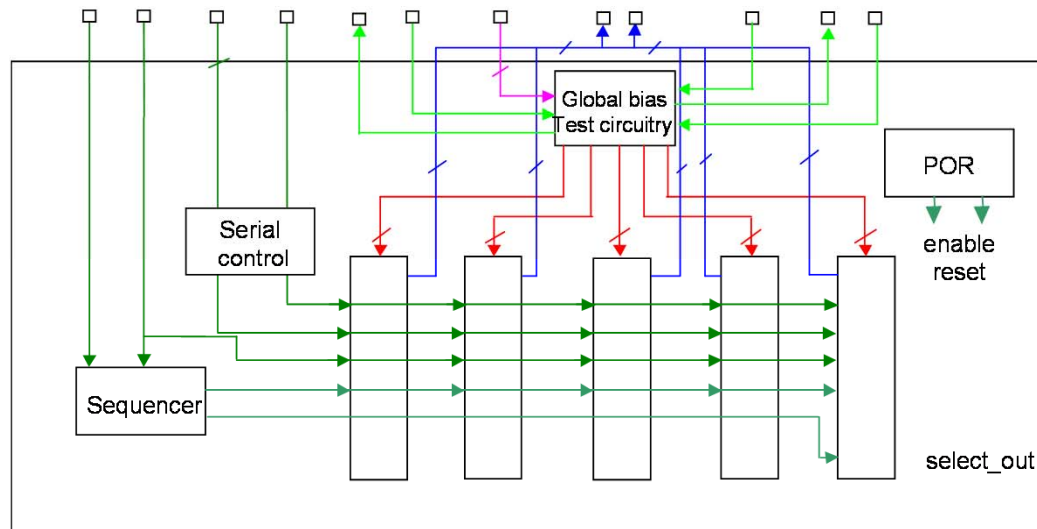 Global bias
Test circuitry
POR
Serial
control
enable
reset
Sequencer
select_out